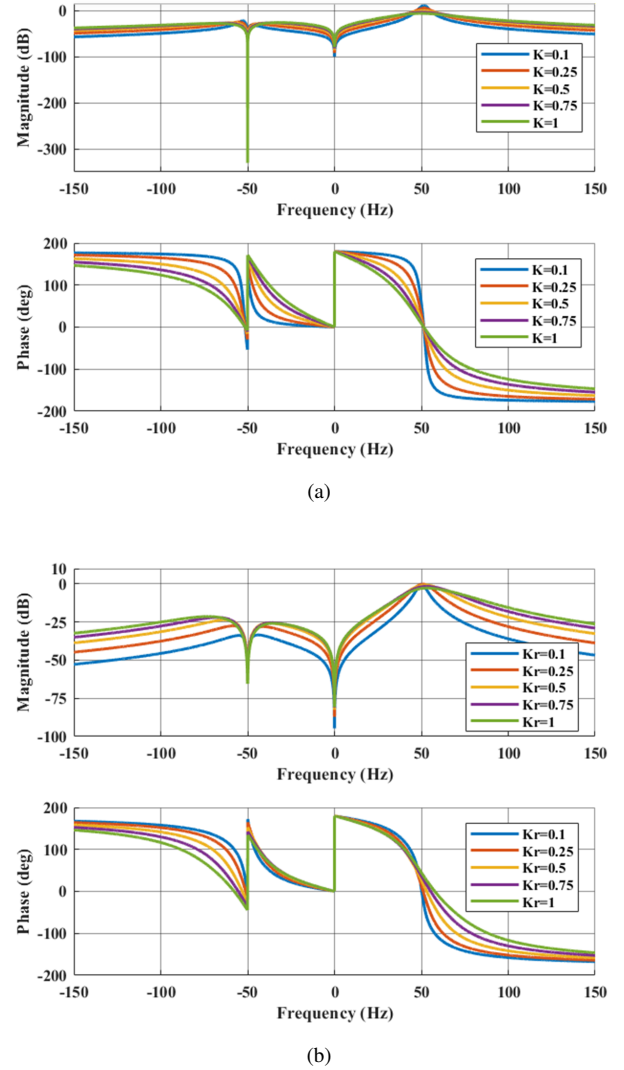 0
-100
-200
-300
Magnitude (dB)
K=0.1
K=0.25
K=0.5
K=0.75
K=1
-150 -100 -50 0 50 100 150
Frequency (Hz)
200
100
0
-100
-200
Phase (deg)
K=0.1
K=0.25
K=0.5
K=0.75
K=1
-150 -100 -50 0 50 100 150
Frequency (Hz)
(a)
10
0
-25
-50
-75
-100
Magnitude (dB)
Kr=0.1
Kr=0.25
Kr=0.5
Kr=0.75
Kr=1
-150 -100 -50 0 50 100 150
Frequency (Hz)
200
100
0
-100
-200
Phase (deg)
Kr=0.1
Kr=0.25
Kr=0.5
Kr=0.75
Kr=1
-150 -100 -50 0 50 100 150
Frequency (Hz)
(b)